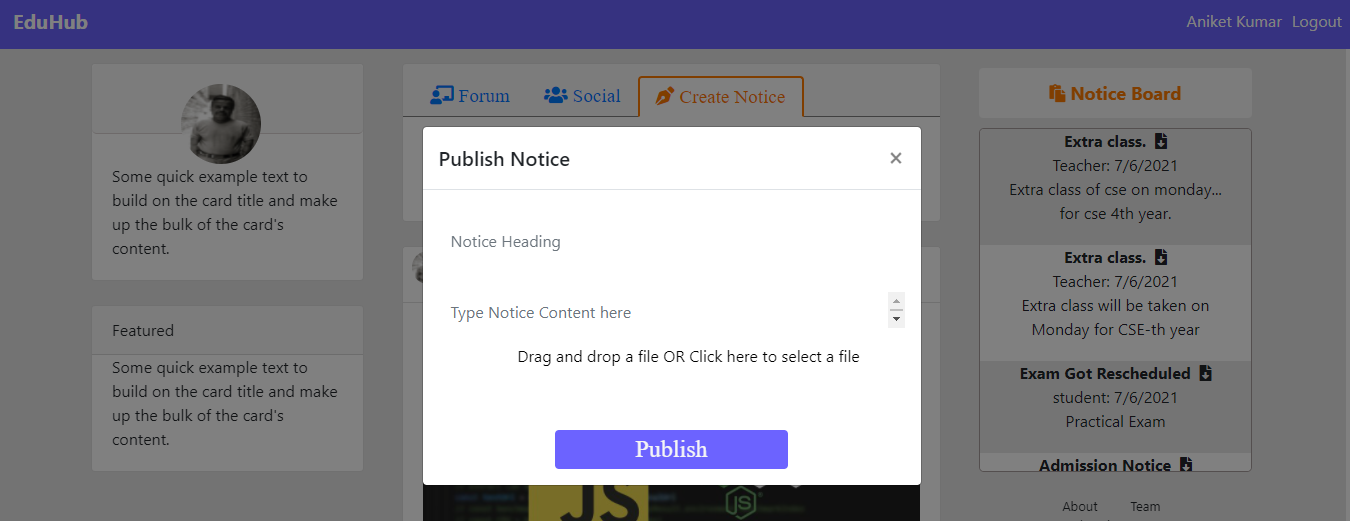 EduHub
Aniket Kumar Logout
Some quick example text to
build on the card title and make
up the bulk of the card's
content.
Featured
Some quick example text to
build on the card title and make
up the bulk of the card's
content.
Forum
Social
Create Notice
Publish Notice
×
Notice Heading
Type Notice Content here
Drag and drop a file OR Click here to select a file
Publish
JS
JS
Notice Board
Extra class.
Teacher: 7/6/2021
Extra class of cse on monday...
for cse 4th year.
Extra class.
Teacher: 7/6/2021
Extra class will be taken on
Monday for CSE-th year
Exam Got Rescheduled
student: 7/6/2021
Practical Exam
Admission Notice
About
Team